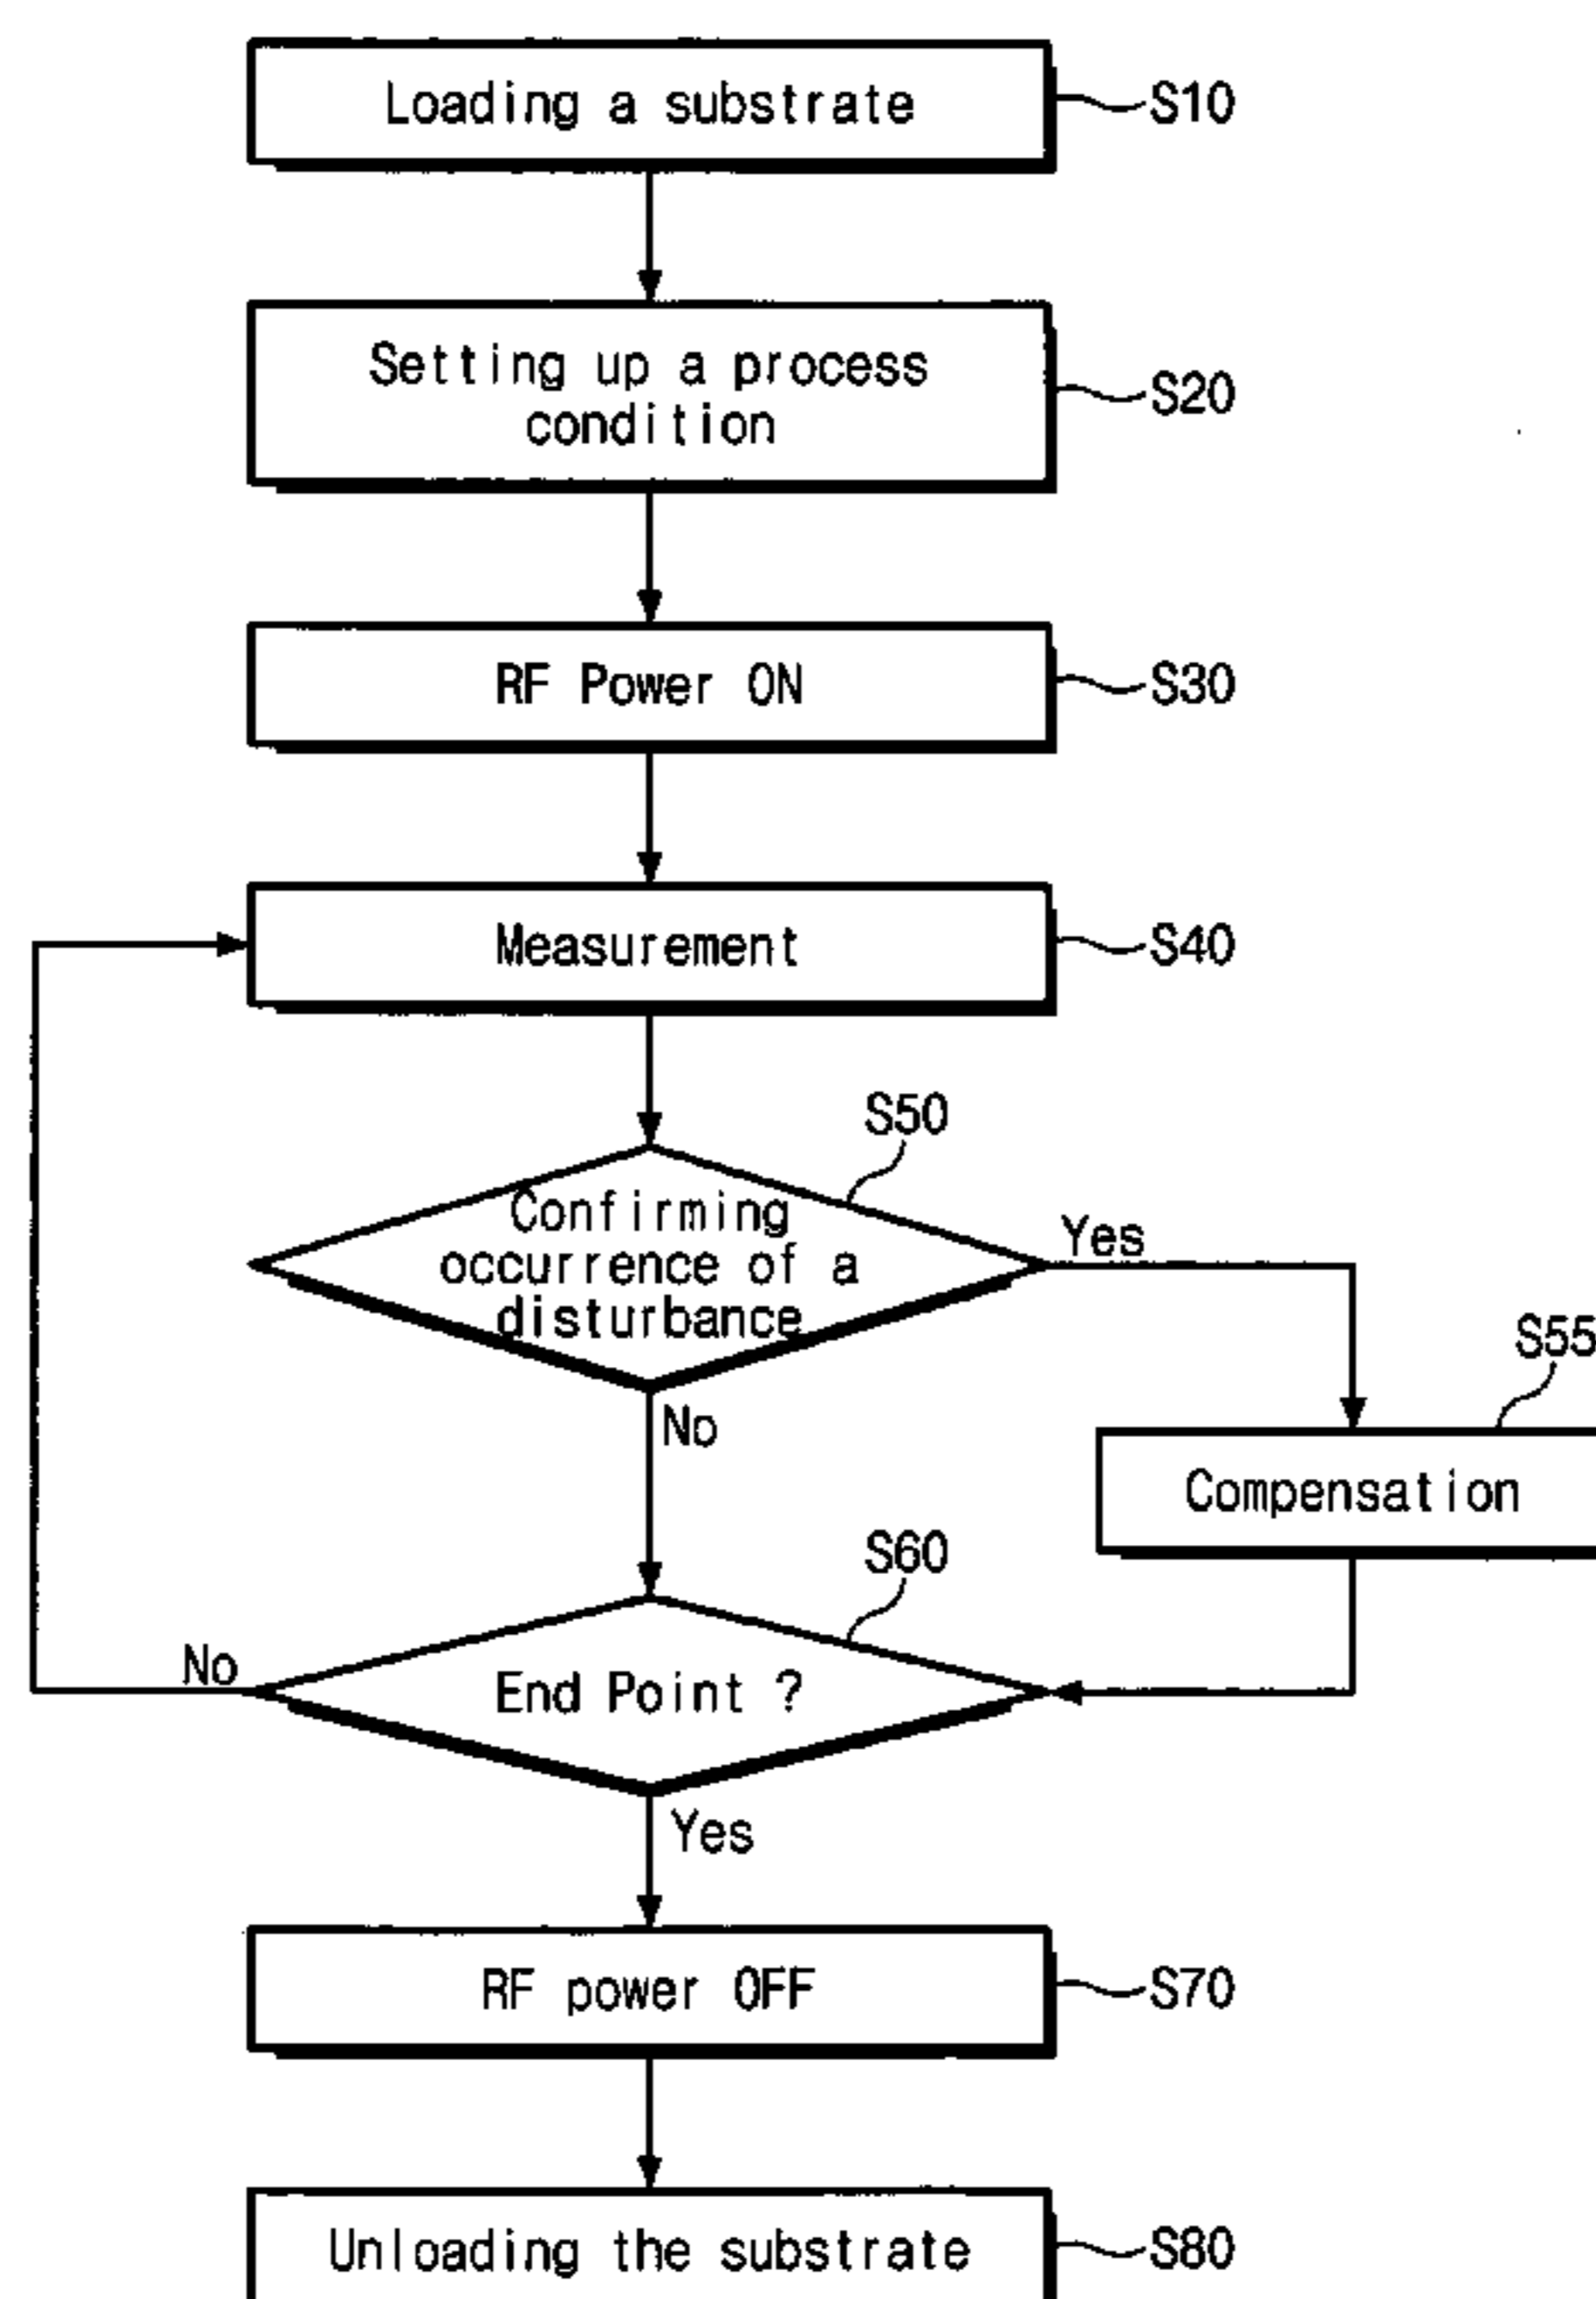 Loading a substrate
S10
Setting up a process
condition
S20
RF Power ON
S30
Measurement
S40
S50
Confirming
occurrence of a
disturbance
Yes
No
S55
Compensation
S60
End Point ?
No
Yes
RF power OFF
S70
Unloading the substrate
S80